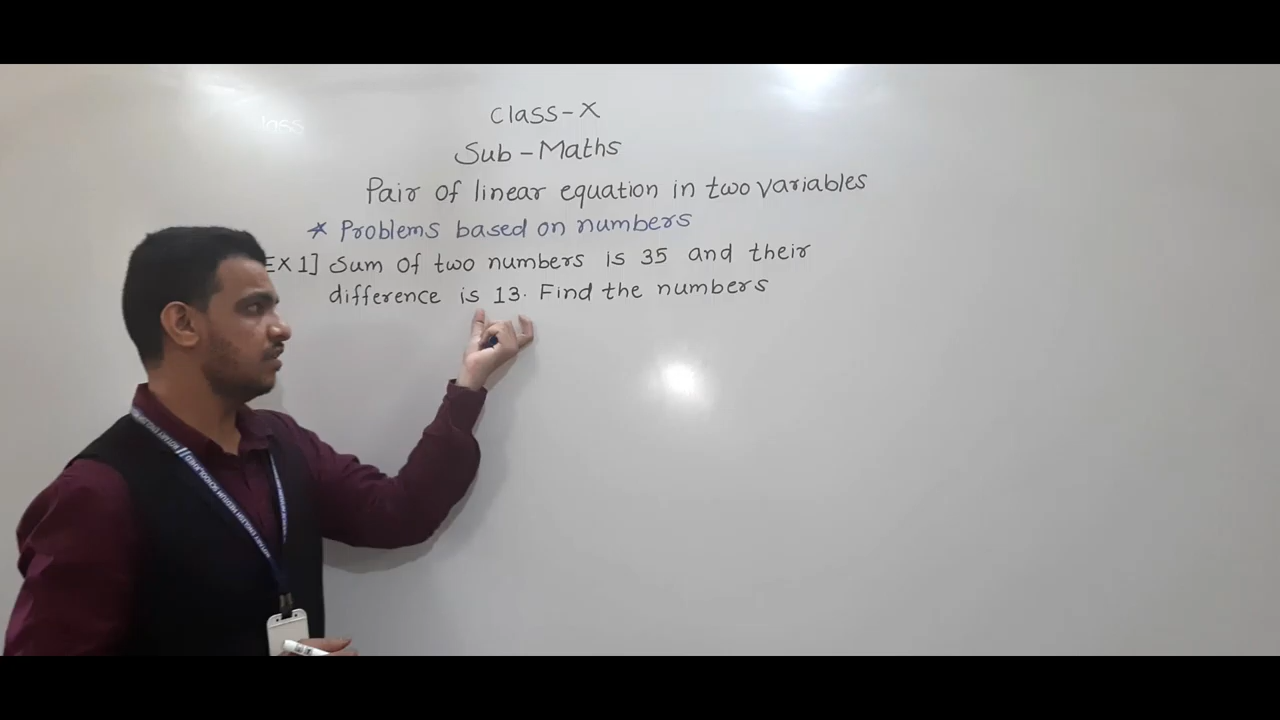 Class-X
Sub-Maths
Pair of linear equation in two variables
* Problems based on numbers
EX 1] Sum of two numbers is 35 and their
difference is 13. Find the numbers